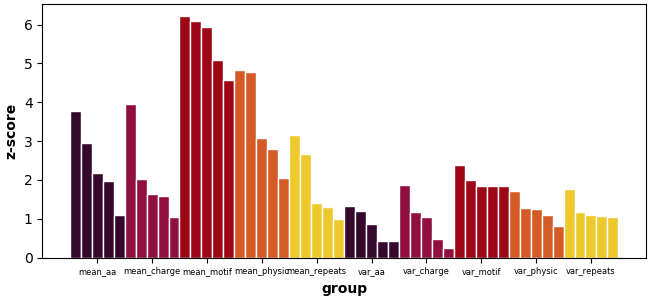 6
5
4
3
2
1
0
z-score
mean_aa mean_charge mean_motif mean_physic mean_repeats var_aa var_charge var_motif var_physic var_repeats
group